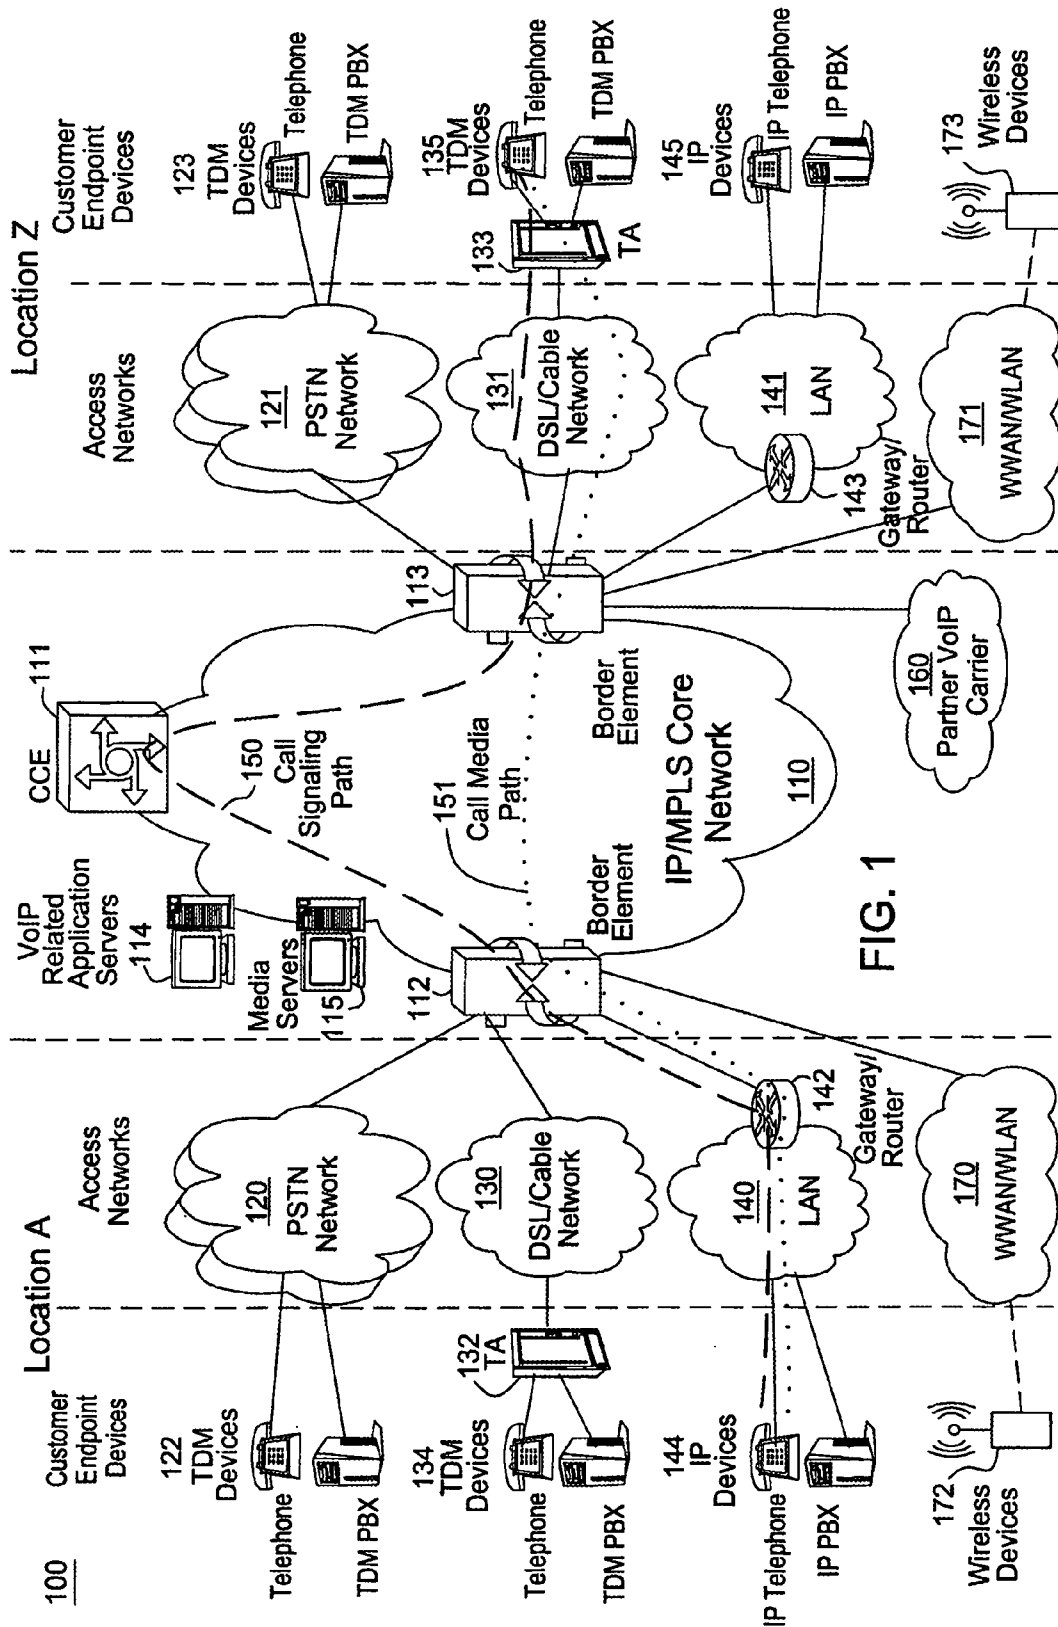 100
Location A
Location Z
Customer
Endpoint
Devices
Access
Networks
VoIP
Related
Application
Servers
114
CCE
111
Access
Networks
Customer
Endpoint
Devices
122
TDM
Devices
Telephone
TDM PBX
120
PSTN
Network
Media
Servers
115
150
Call
Signaling
Path
121
PSTN
Network
123
TDM
Devices
Telephone
TDM PBX
134
TDM
Devices
Telephone
TDM PBX
132
TA
130
DSL/Cable
Network
112
Border
Element
151
Call Media
Path
113
Border
Element
131
DSL/Cable
Network
133
TA
135
TDM
Devices
Telephone
TDM PBX
144
IP
Devices
IP Telephone
IP PBX
140
LAN
142
Gateway/
Router
IP/MPLS Core
Network
110
141
LAN
143
Gateway/
Router
145
IP
Devices
IP Telephone
IP PBX
172
Wireless
Devices
170
WWAN/WLAN
160
Partner VoIP
Carrier
171
WWAN/WLAN
173
Wireless
Devices
FIG. 1